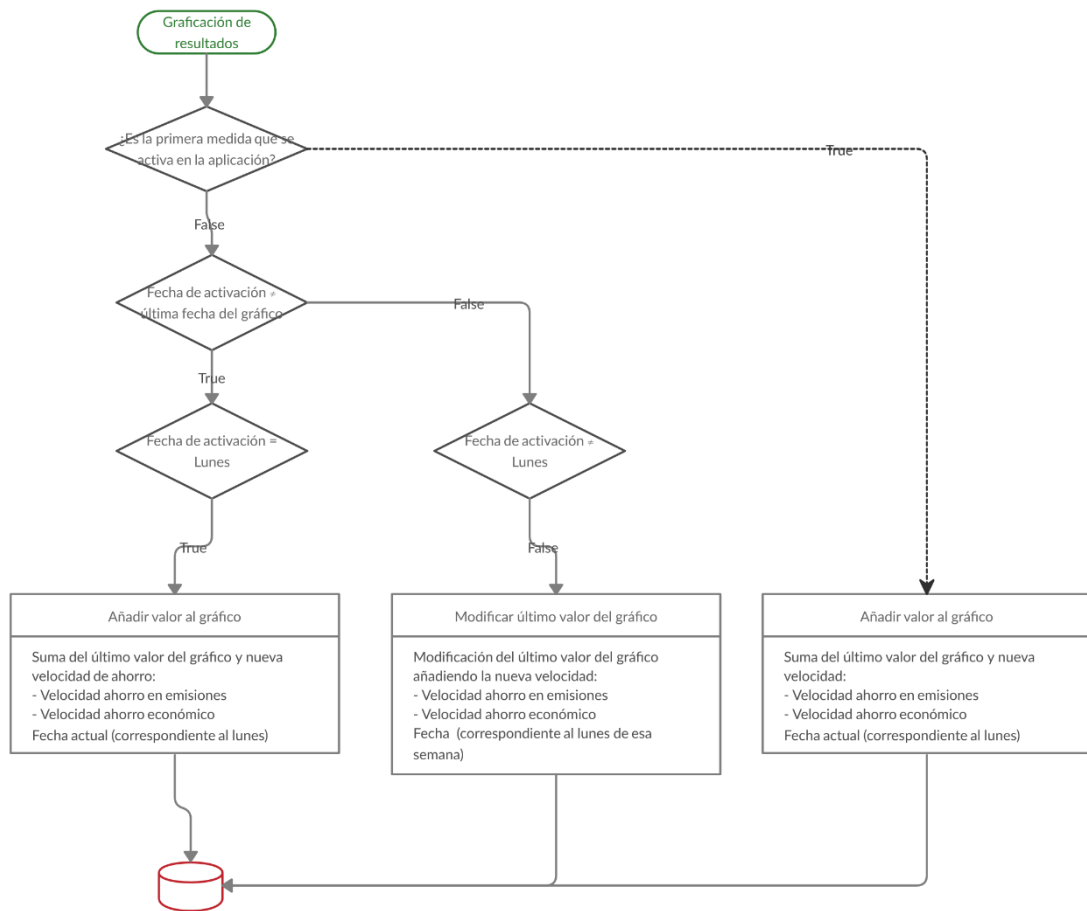 Graficación de
resultados
¿Es la primera medida que se
activa en la aplicación?
True
False
Fecha de activación ≠
última fecha del gráfico
False
True
Fecha de activación =
Lunes
Fecha de activación ≠
Lunes
True
False
Añadir valor al gráfico
Suma del último valor del gráfico y nueva
velocidad de ahorro:
- Velocidad ahorro en emisiones
- Velocidad ahorro económico
Fecha actual (correspondiente al lunes)
Modificar último valor del gráfico
Modificación del último valor del gráfico
añadiendo la nueva velocidad:
- Velocidad ahorro en emisiones
- Velocidad ahorro económico
Fecha (correspondiente al lunes de esa
semana)
Añadir valor al gráfico
Suma del último valor del gráfico y nueva
velocidad:
- Velocidad ahorro en emisiones
- Velocidad ahorro económico
Fecha actual (correspondiente al lunes)